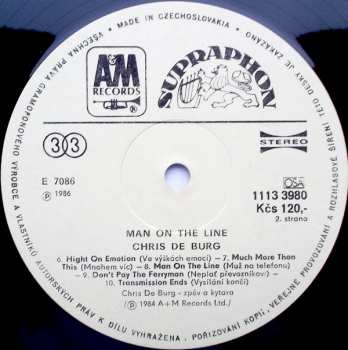 MADE IN CZECHOSLOVAKIA • VŠECHNA PRÁVA GRAMOFONOVÉHO VÝROBCE A VLASTNÍKŮ AUTORSKÝCH PRÁV K DÍLU VYHRAŽENA. POŘIZOVÁNÍ KOPIÍ, VEŘEJNÉ PROVOZOVÁNÍ A ROZHLASOVÉ ŠÍŘENÍ TÉTO DESKY JE ZAKÁZÁNO •
A&M
RECORDS
SUPRAPHON
33
STEREO
E 7086
℗ 1986
OSA
1113 3980
Kčs 120,-
2. strana
MAN ON THE LINE
CHRIS DE BURG
6. Hight On Emotion (Ve výškách emocí) – 7. Much More Than
This (Mnohem víc) – 8. Man On The Line (Muž na telefonu)
– 9. Don't Pay The Ferryman (Neplať převozníkovi) –
10. Transmission Ends (Vysílání končí)
Chris De Burg – zpěv a kytara
℗ 1984 A+M Records Ltd./